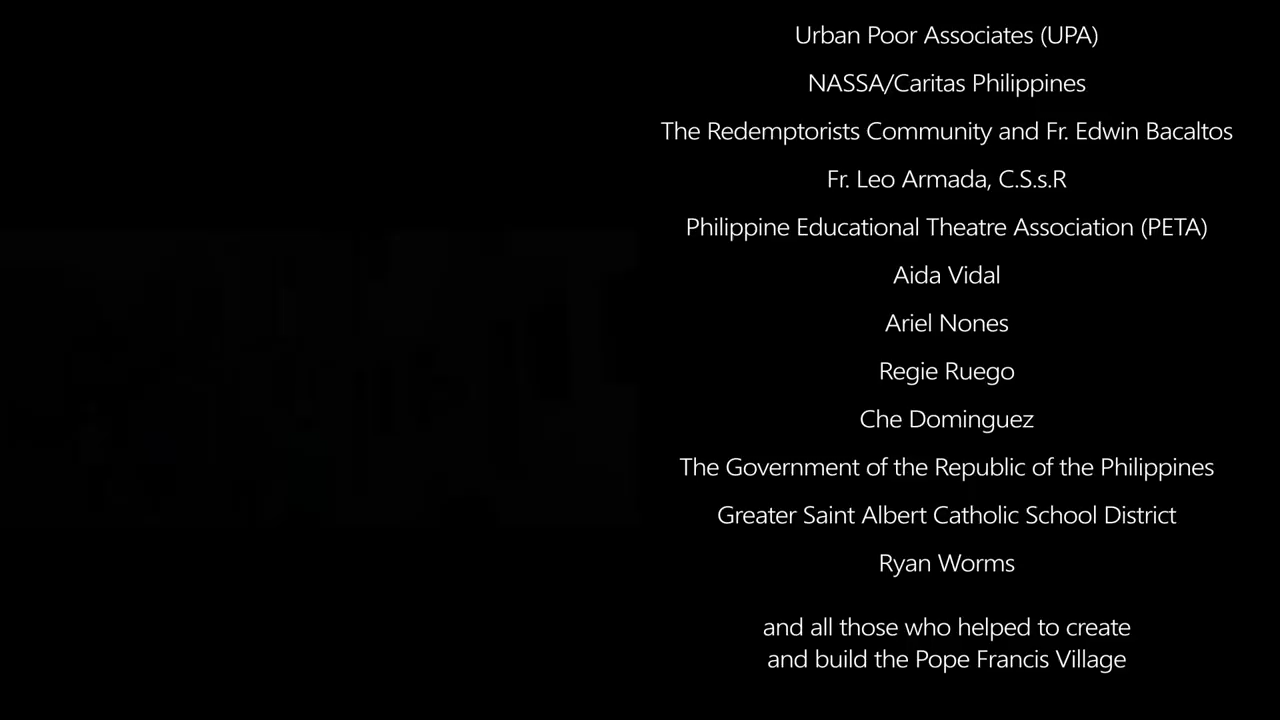 Urban Poor Associates (UPA)
NASSA/Caritas Philippines
The Redemptorists Community and Fr. Edwin Bacaltos
Fr. Leo Armada, C.S.s.R
Philippine Educational Theatre Association (PETA)
Aida Vidal
Ariel Nones
Regie Ruego
Che Dominguez
The Government of the Republic of the Philippines
Greater Saint Albert Catholic School District
Ryan Worms
and all those who helped to create
and build the Pope Francis Village